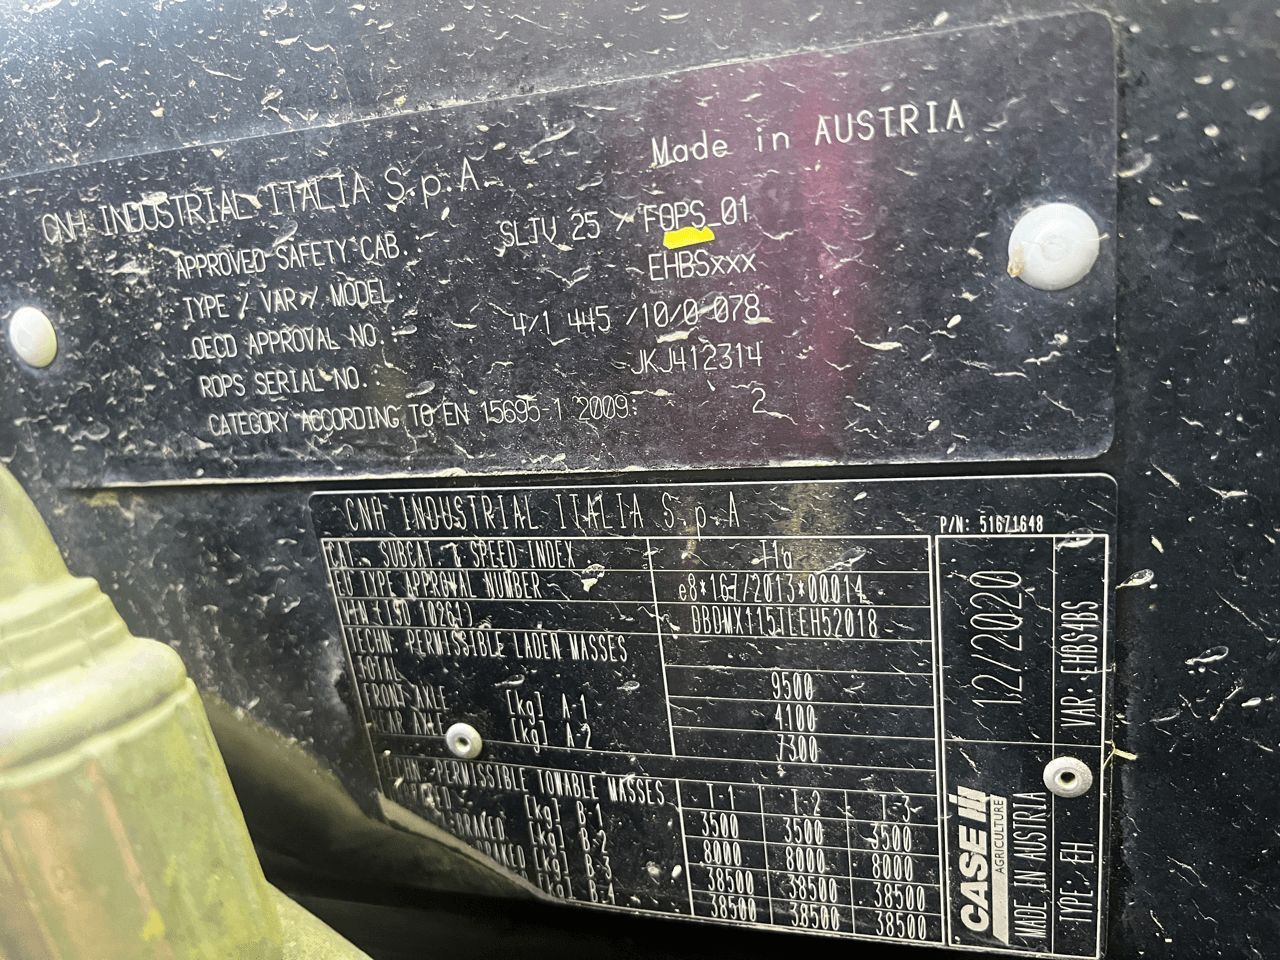 CNH INDUSTRIAL ITALIA S.p.A.
Made in AUSTRIA
APPROVED SAFETY CAB.: SLIV 25 / FOPS_01
TYPE / VAR / MODEL: EHBSxxx
OECD APPROVAL NO.: 4/1 445 /10/0 078
ROPS SERIAL NO.: JKJ412314
CATEGORY ACCORDING TO EN 15695-1 2009: 2
CNH INDUSTRIAL ITALIA S.p.A
P/N: 51671648
CAT. SUBCAT & SPEED INDEX T1a
EU TYPE APPROVAL NUMBER e8*167/2013*00014
(ISO 10261)
TECHN. PERMISSIBLE LADEN MASSES
TOTAL 9500
FRONT AXLE [kg] A-1 4100
REAR AXLE [kg] A-2 7300
TECHN. PERMISSIBLE TOWABLE MASSES T-1 T-2 T-3
[kg] B-1 3500 3500 3500
[kg] B-2 8000 8000 8000
[kg] B-3 38500 38500 38500
[kg] B-4 38500 38500 38500
12/2020
VAR: EHBS4BS
CASE IH
AGRICULTURE
MADE IN AUSTRIA
TYPE: EH